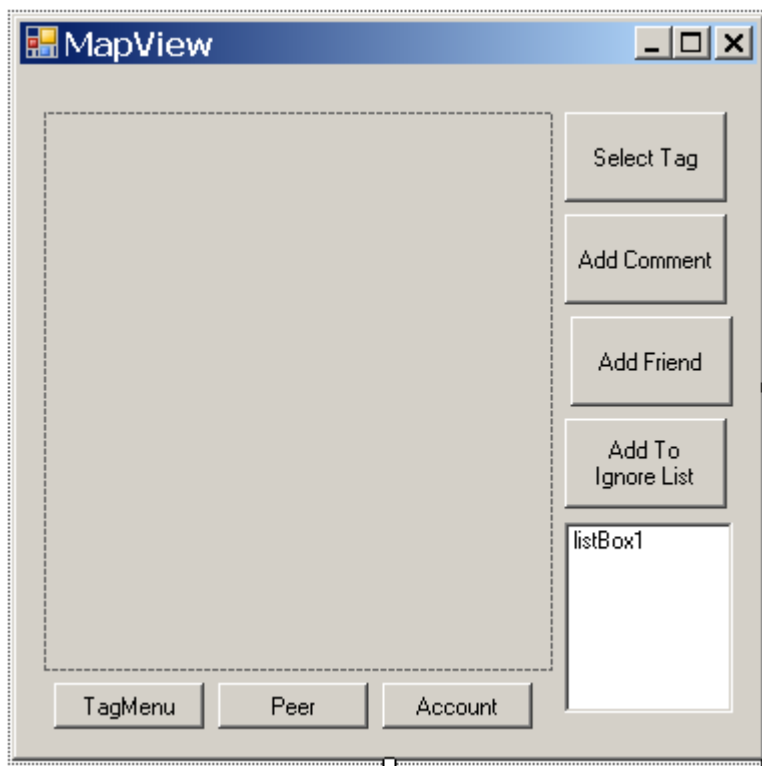 MapView
Select Tag
Add Comment
Add Friend
Add To
Ignore List
listBox1
TagMenu
Peer
Account